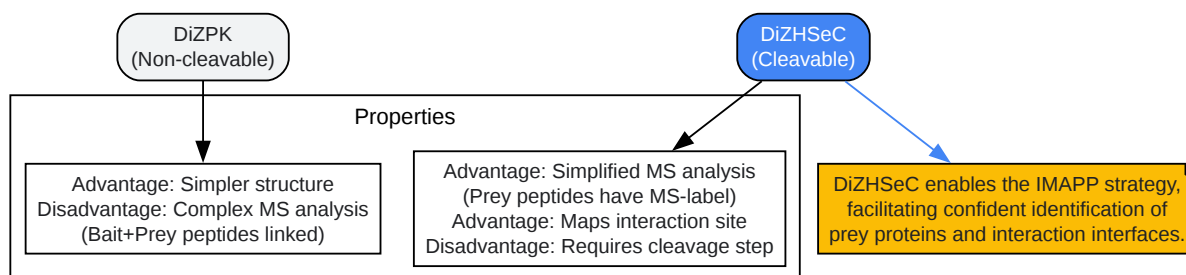 DiZPK
(Non-cleavable)
DiZHSeC
(Cleavable)
Properties
Advantage: Simpler structure
Disadvantage: Complex MS analysis
(Bait+Prey peptides linked)
Advantage: Simplified MS analysis
(Prey peptides have MS-label)
Advantage: Maps interaction site
Disadvantage: Requires cleavage step
DiZHSeC enables the IMAPP strategy,
facilitating confident identification of
prey proteins and interaction interfaces.